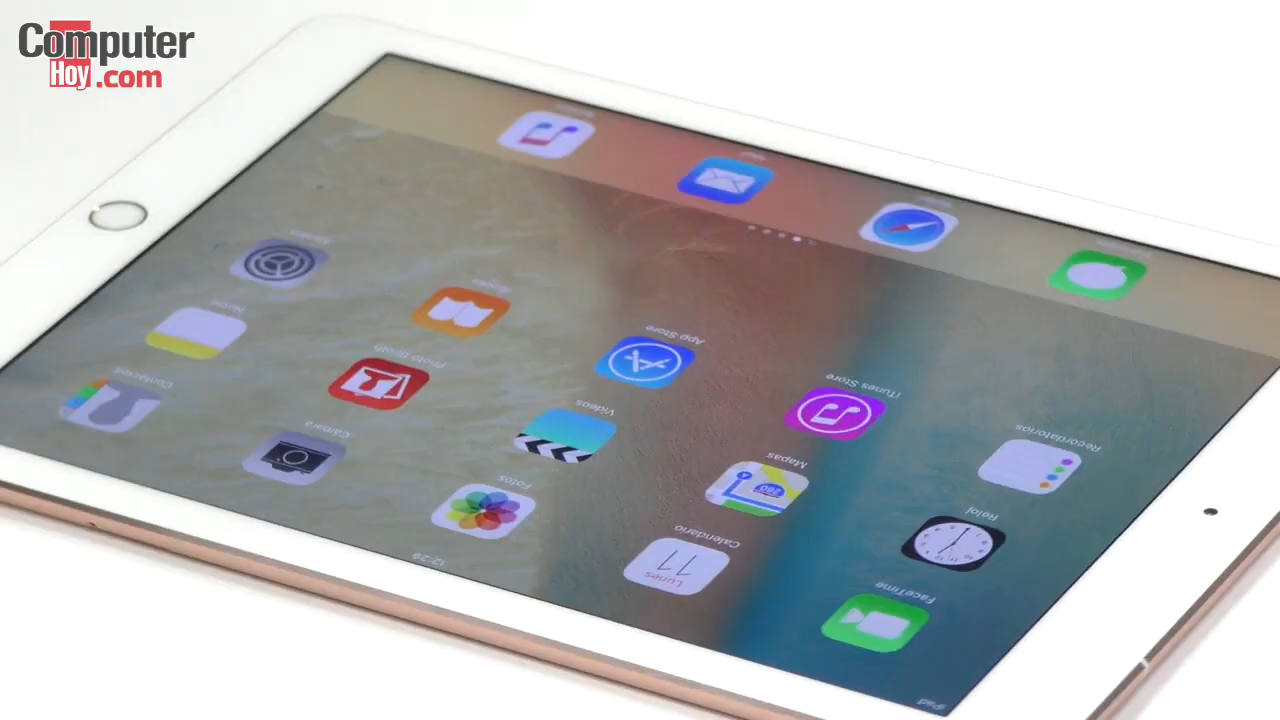 Computer
Hoy.com
iPad
12:29
FaceTime
Calendario
Lunes
11
Fotos
Cámara
Contactos
Reloj
Mapas
280
Vídeos
Photo Booth
Notas
Recordatorios
iTunes Store
App Store